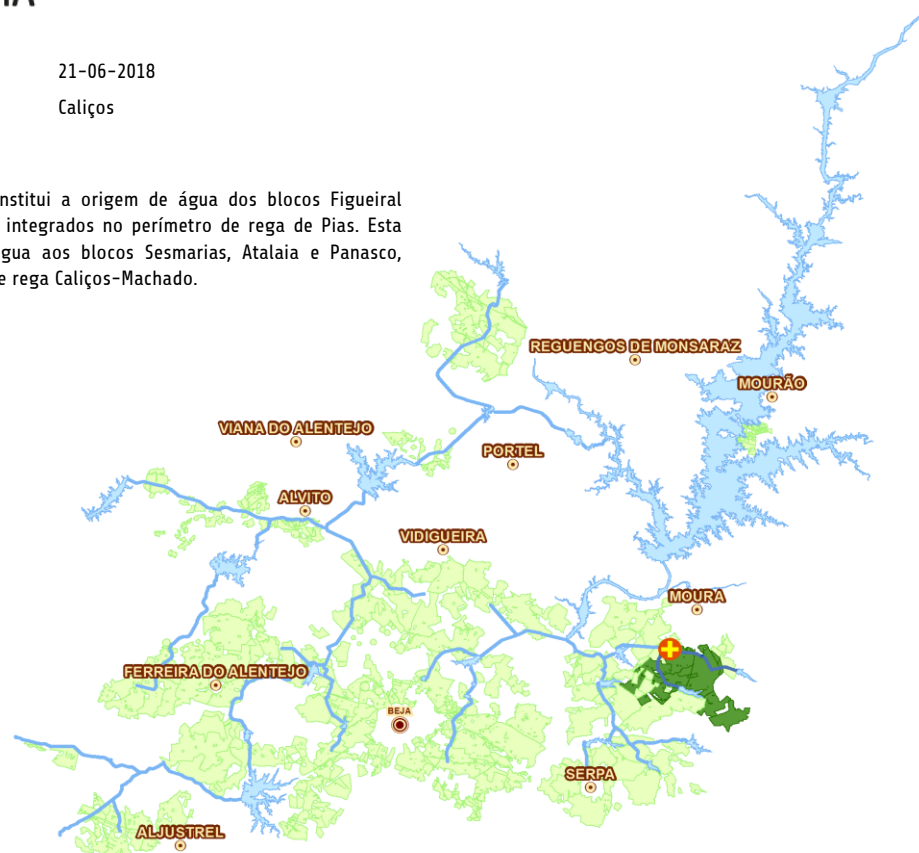 21-06-2018
Caliços
nstitui a origem de água dos blocos Figueiral
integrados no perímetro de rega de Pias. Esta
gua aos blocos Sesmarias, Atalaia e Panasco,
e rega Caliços-Machado.
REGUENGOS DE MONSARAZ
MOURÃO
VIANA DO ALENTEJO
PORTEL
ALVITO
VIDIGUEIRA
MOURA
FERREIRA DO ALENTEJO
BEJA
SERPA
ALJUSTREL